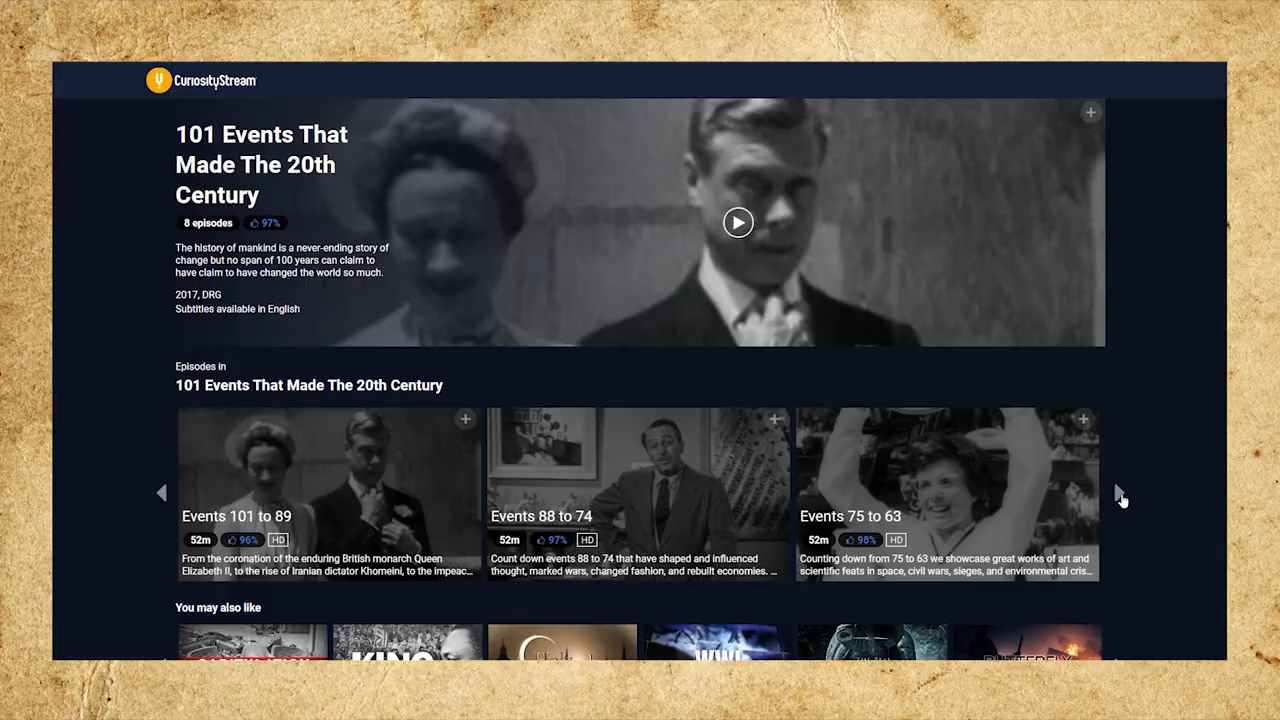 CuriosityStream
101 Events That
Made The 20th
Century
8 episodes 97%
The history of mankind is a never-ending story of
change but no span of 100 years can claim to
have claim to have changed the world so much.
2017, DRG
Subtitles available in English
Episodes in
101 Events That Made The 20th Century
Events 101 to 89
52m 96% HD
From the coronation of the enduring British monarch Queen
Elizabeth II, to the rise of Iranian dictator Khomeini, to the impeac...
Events 88 to 74
52m 97% HD
Count down events 88 to 74 that have shaped and influenced
thought, marked wars, changed fashion, and rebuilt economies. ...
Events 75 to 63
52m 98% HD
Counting down from 75 to 63 we showcase great works of art and
scientific feats in space, civil wars, sieges, and environmental cris...
You may also like
KING
WWI